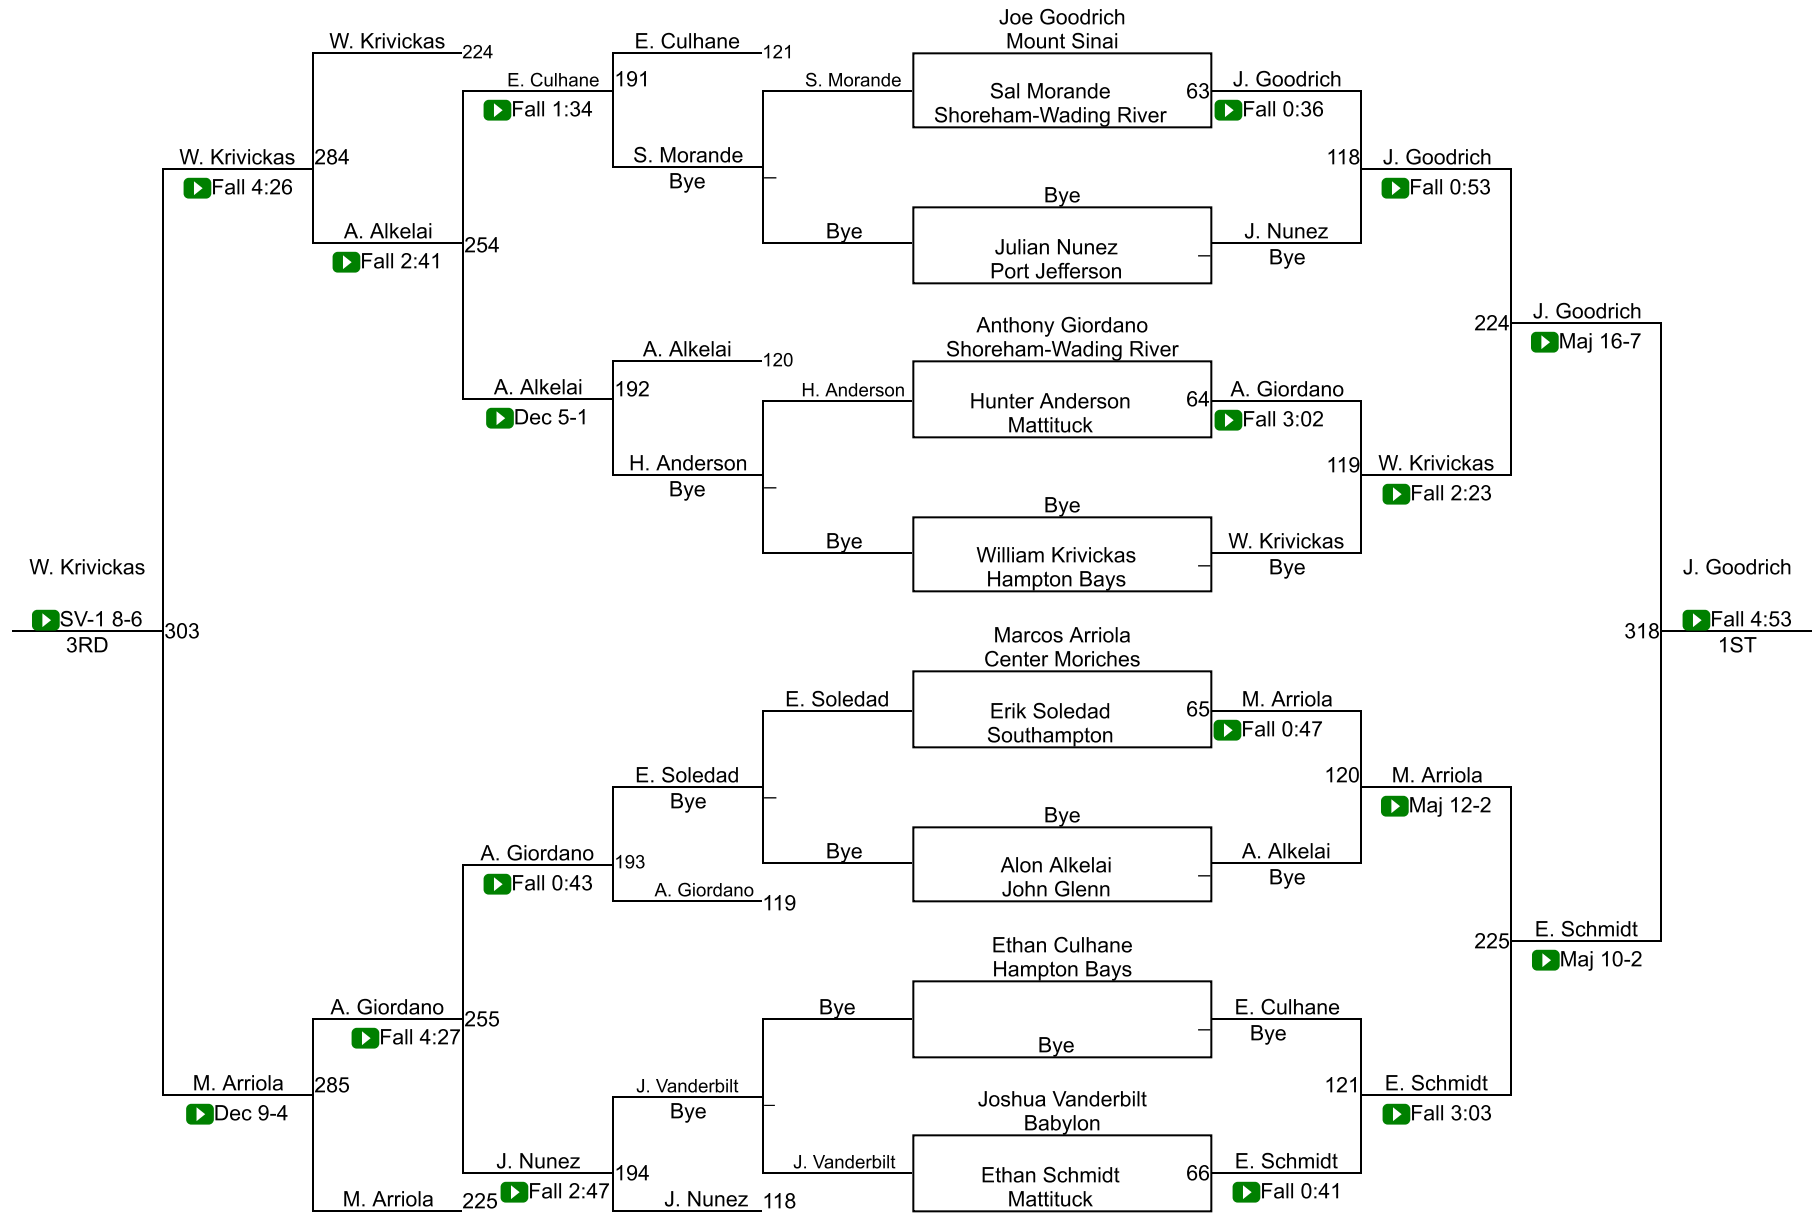 Joe Goodrich
Mount Sinai
W. Krivickas
224
E. Culhane
121
E. Culhane
191
S. Morande
Sal Morande
63
J. Goodrich
Fall 1:34
Shoreham-Wading River
Fall 0:36
W. Krivickas
284
S. Morande
118
J. Goodrich
Fall 4:26
Bye
Fall 0:53
Bye
A. Alkelai
254
Bye
Julian Nunez
J. Nunez
Fall 2:41
Port Jefferson
Bye
Anthony Giordano
224
J. Goodrich
Shoreham-Wading River
Maj 16-7
A. Alkelai
120
A. Alkelai
192
H. Anderson
Hunter Anderson
64
A. Giordano
Dec 5-1
Mattituck
Fall 3:02
H. Anderson
119
W. Krivickas
Bye
Fall 2:23
Bye
Bye
William Krivickas
W. Krivickas
W. Krivickas
Hampton Bays
Bye
J. Goodrich
SV-1 8-6
303
318
Fall 4:53
3RD
1ST
Marcos Arriola
Center Moriches
E. Soledad
Erik Soledad
65
M. Arriola
Southampton
Fall 0:47
E. Soledad
120
M. Arriola
Bye
Maj 12-2
Bye
A. Giordano
193
Bye
Alon Alkelai
A. Alkelai
Fall 0:43
A. Giordano
119
John Glenn
Bye
Ethan Culhane
225
E. Schmidt
Hampton Bays
Maj 10-2
A. Giordano
255
Bye
E. Culhane
Fall 4:27
Bye
Bye
M. Arriola
285
J. Vanderbilt
121
E. Schmidt
Dec 9-4
Bye
Joshua Vanderbilt
Fall 3:03
Babylon
J. Nunez
194
J. Vanderbilt
Ethan Schmidt
66
E. Schmidt
M. Arriola
225
Fall 2:47
J. Nunez
118
Mattituck
Fall 0:41